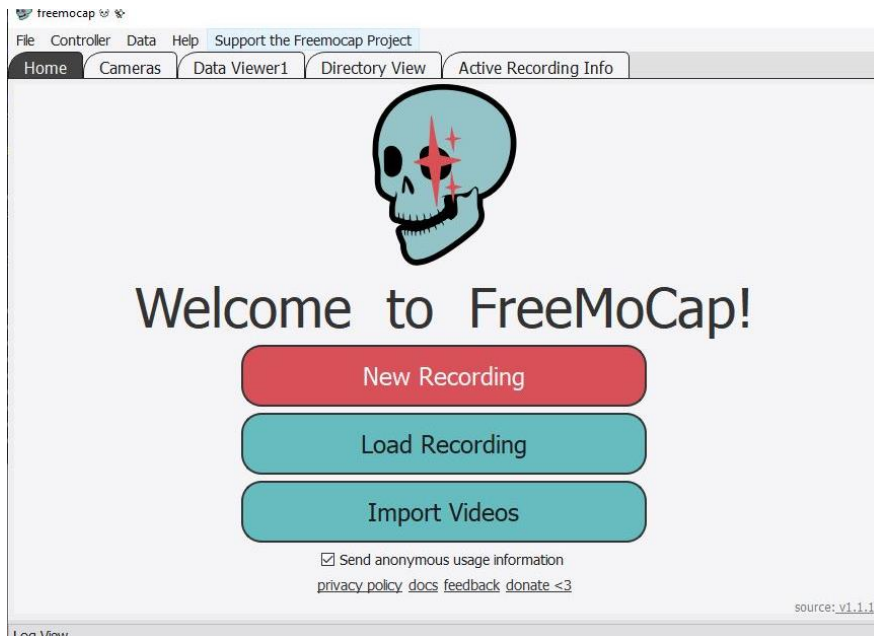 freemocap
File Controller Data Help Support the Freemocap Project
Home Cameras Data Viewer1 Directory View Active Recording Info
Welcome to FreeMoCap!
New Recording
Load Recording
Import Videos
Send anonymous usage information
privacy policy docs feedback donate <3
source: v1.1.1
Log View